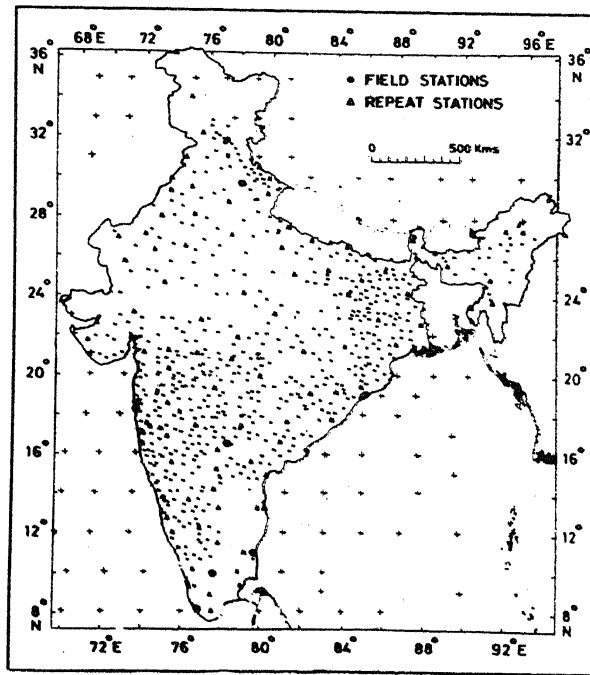 68°E 72° 76° 80° 84° 88° 92° 96°E
36° N
32°
28°
24°
20°
16°
12°
8° N
● FIELD STATIONS
▲ REPEAT STATIONS
0 500 Kms
36° N
32°
28°
24°
20°
16°
12°
8° N
72°E 76° 80° 84° 88° 92°E